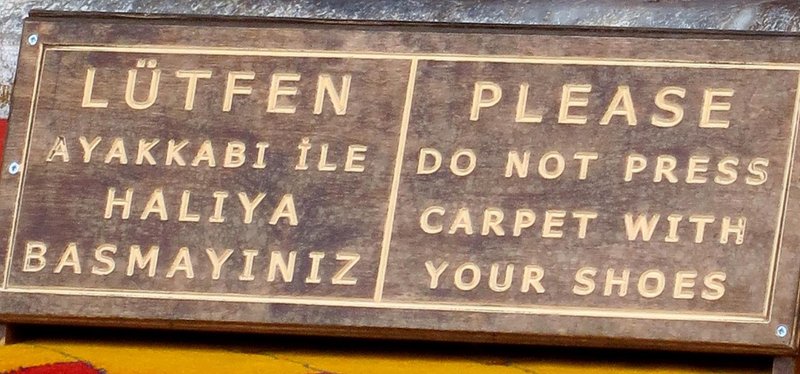 LÜTFEN
AYAKKABI İLE
HALIYA
BASMAYINIZ
PLEASE
DO NOT PRESS
CARPET WITH
YOUR SHOES